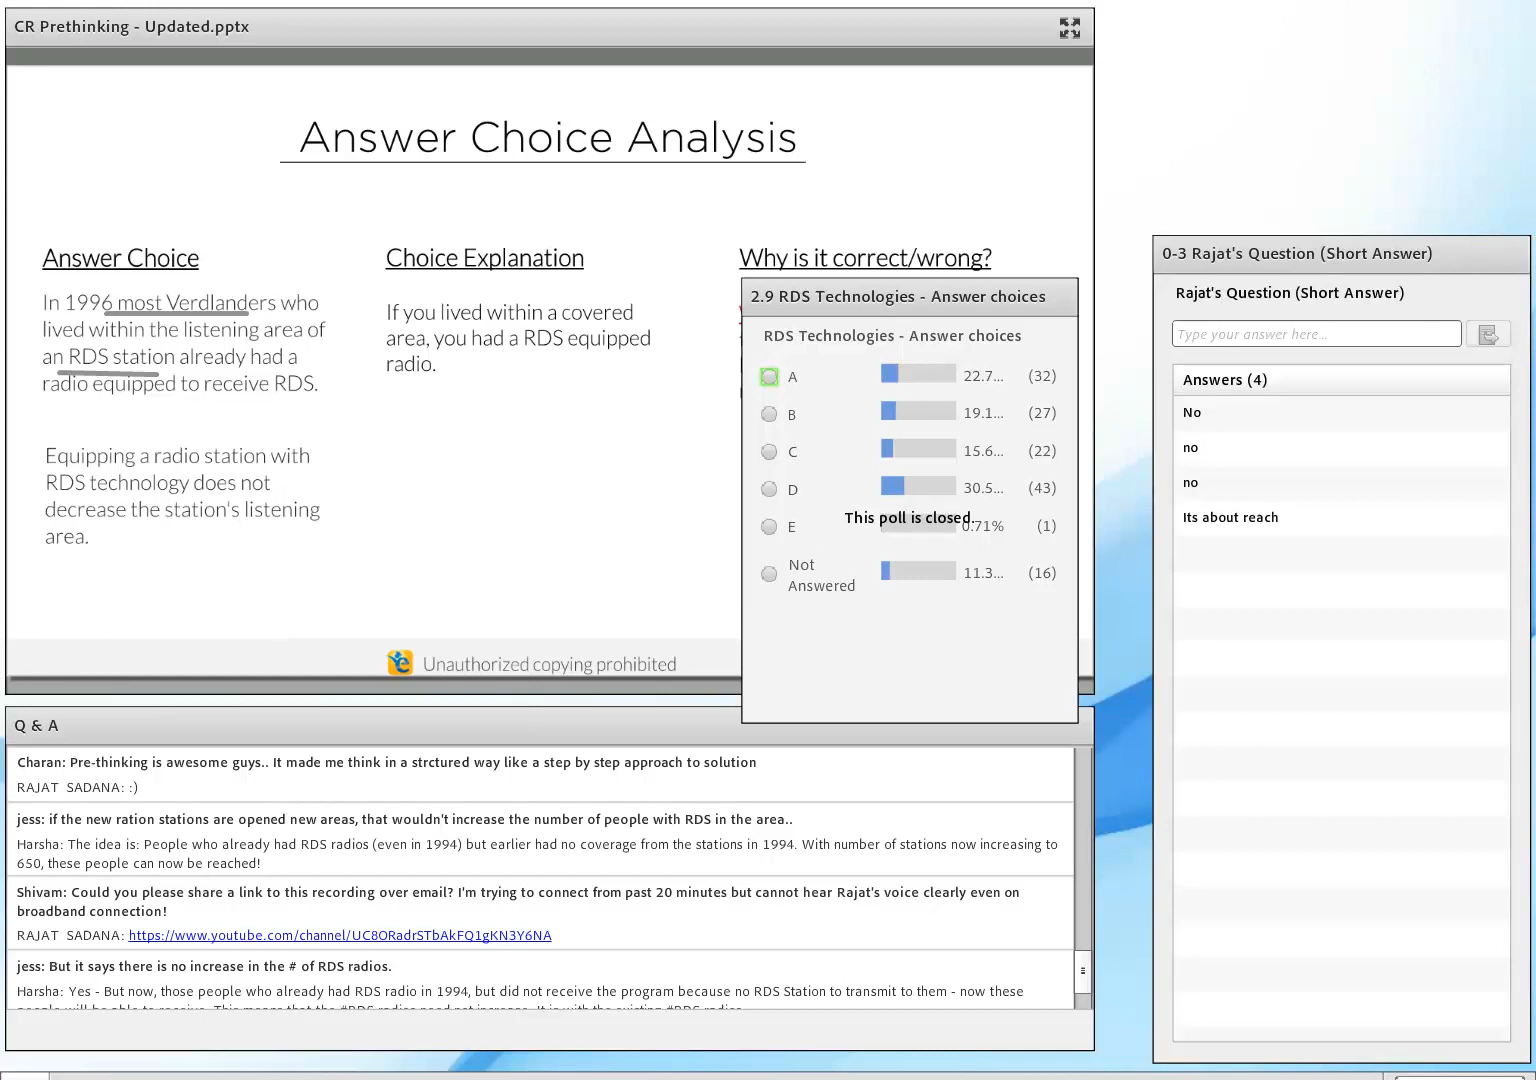 CR Prethinking - Updated.pptx
Answer Choice Analysis
Answer Choice
In 1996 most Verdlanders who
lived within the listening area of
an RDS station already had a
radio equipped to receive RDS.
Equipping a radio station with
RDS technology does not
decrease the station's listening
area.
Choice Explanation
If you lived within a covered
area, you had a RDS equipped
radio.
Why is it correct/wrong?
Unauthorized copying prohibited
2.9 RDS Technologies - Answer choices
RDS Technologies - Answer choices
A 22.7... (32)
B 19.1... (27)
C 15.6... (22)
D 30.5... (43)
This poll is closed.
E 0.71% (1)
Not
Answered 11.3... (16)
Q & A
Charan: Pre-thinking is awesome guys.. It made me think in a strctured way like a step by step approach to solution
RAJAT SADANA: :)
jess: if the new ration stations are opened new areas, that wouldn't increase the number of people with RDS in the area..
Harsha: The idea is: People who already had RDS radios (even in 1994) but earlier had no coverage from the stations in 1994. With number of stations now increasing to
650, these people can now be reached!
Shivam: Could you please share a link to this recording over email? I'm trying to connect from past 20 minutes but cannot hear Rajat's voice clearly even on
broadband connection!
RAJAT SADANA: https://www.youtube.com/channel/UC8ORadrSTbAkFQ1gKN3Y6NA
jess: But it says there is no increase in the # of RDS radios.
Harsha: Yes - But now, those people who already had RDS radio in 1994, but did not receive the program because no RDS Station to transmit to them - now these
0-3 Rajat's Question (Short Answer)
Rajat's Question (Short Answer)
Type your answer here...
Answers (4)
No
no
no
Its about reach